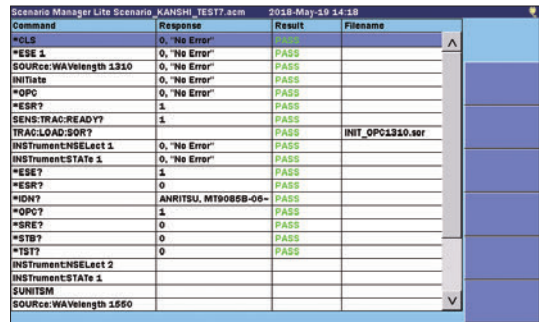 Scenario Manager Lite Scenario_KANSHI_TEST7.acm 2018-May-19 14:18
Command Response Result Filename
*CLS 0, "No Error" PASS
*ESE 1 0, "No Error" PASS
SOURce:WAVelength 1310 0, "No Error" PASS
INITiate 0, "No Error" PASS
*OPC 0, "No Error" PASS
*ESR? 1 PASS
SENS:TRAC:READY? 1 PASS
TRAC:LOAD:SOR? PASS INIT_OPC1310.sor
INSTrument:NSELect 1 0, "No Error" PASS
INSTrument:STATe 1 0, "No Error" PASS
*ESE? 1 PASS
*ESR? 0 PASS
*IDN? ANRITSU, MT9085B-06~ PASS
*OPC? 1 PASS
*SRE? 0 PASS
*STB? 0 PASS
*TST? 0 PASS
INSTrument:NSELect 2
INSTrument:STATe 1
SUNITSM
SOURce:WAVelength 1550